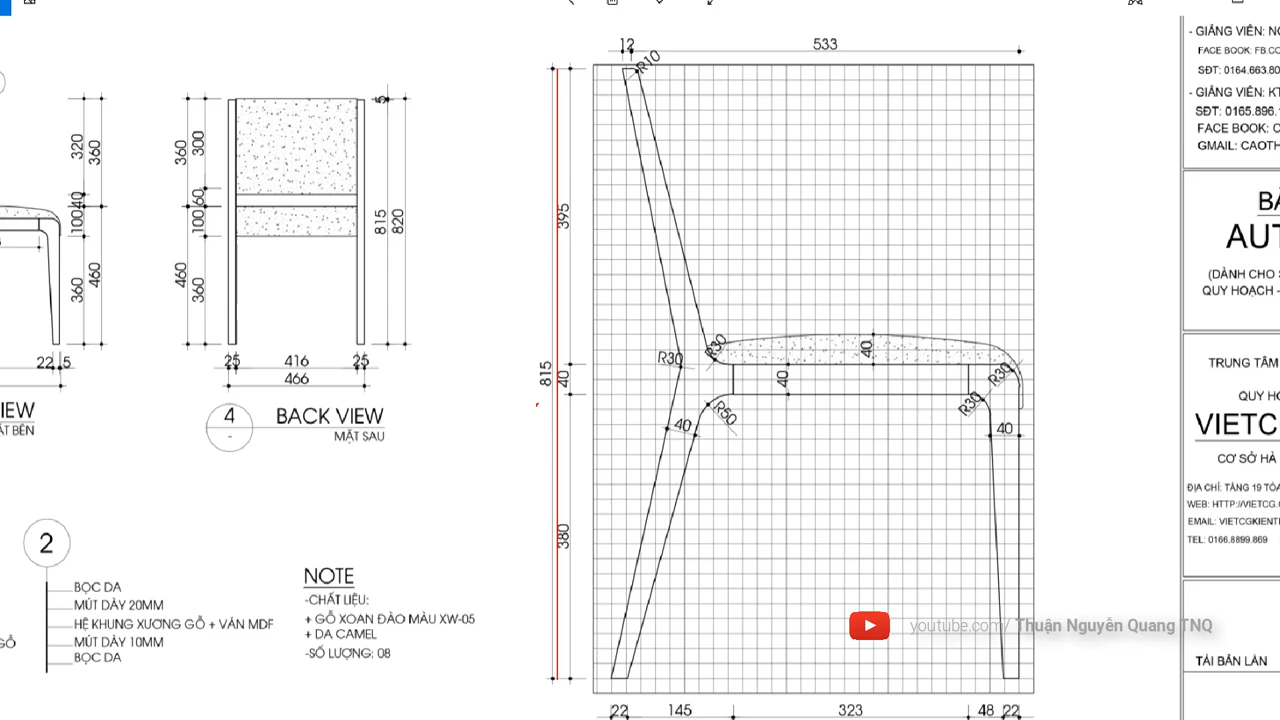 320
360
40
100
360
460
22
5
360
300
60
100
460
360
5
815
820
25
416
25
466
4
-
BACK VIEW
MẶT SAU
IEW
ẶT BÊN
2
BỌC DA
MÚT DÀY 20MM
HỆ KHUNG XƯƠNG GỖ + VÁN MDF
MÚT DÀY 10MM
BỌC DA
GỖ
NOTE
-CHẤT LIỆU:
+ GỖ XOAN ĐÀO MÀU XW-05
+ DA CAMEL
-SỐ LƯỢNG: 08
12
533
R10
395
815
40
380
R30
R30
40
40
R30
R30
R50
40
40
22
145
323
48
22
youtube.com/ Thuận Nguyễn Quang TNQ
- GIẢNG VIÊN: N
FACE BOOK: FB.CO
SĐT: 0164.663.80
- GIẢNG VIÊN: KT
SĐT: 0165.896.
FACE BOOK: C
GMAIL: CAOTH
BÀ
AUT
(DÀNH CHO
QUY HOẠCH -
TRUNG TÂM
QUY H
VIETC
CƠ SỞ HÀ
ĐỊA CHỈ: TẦNG 19 TÒA
WEB: HTTP://VIETCG.
EMAIL: VIETCGKIENT
TEL: 0166.8899.869
TÁI BẢN LẦN